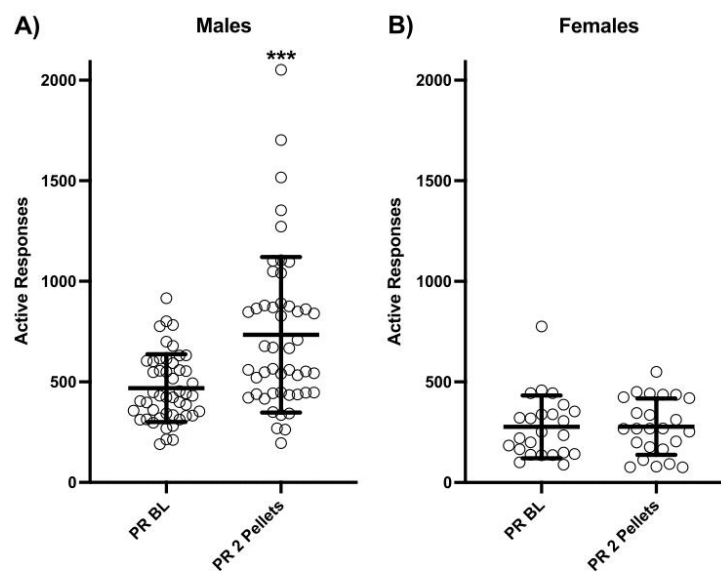 A)
Males
***
2000
1500
1000
500
0
Active Responses
PR BL
PR 2 Pellets
B)
Females
2000
1500
1000
500
0
Active Responses
PR BL
PR 2 Pellets